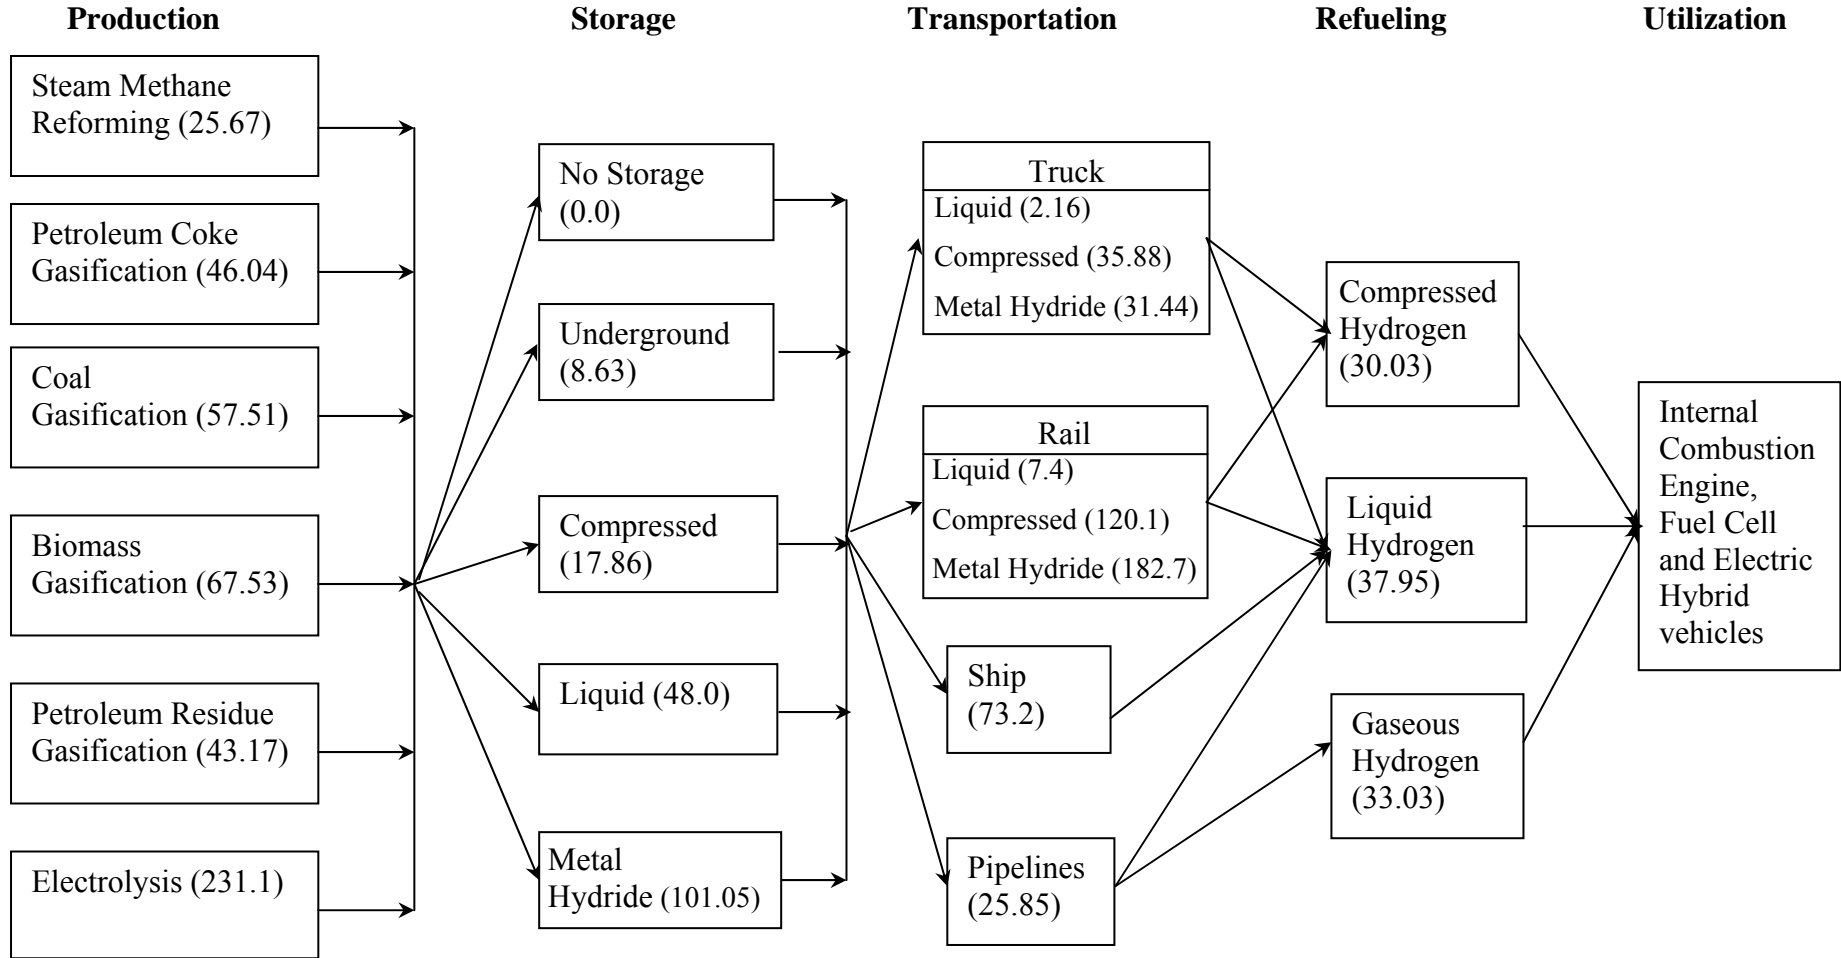 Production
Storage
Transportation
Refueling
Utilization
Steam Methane
Reforming (25.67)
Petroleum Coke
Gasification (46.04)
Coal
Gasification (57.51)
Biomass
Gasification (67.53)
Petroleum Residue
Gasification (43.17)
Electrolysis (231.1)
No Storage
(0.0)
Underground
(8.63)
Compressed
(17.86)
Liquid (48.0)
Metal
Hydride (101.05)
Truck
Liquid (2.16)
Compressed (35.88)
Metal Hydride (31.44)
Rail
Liquid (7.4)
Compressed (120.1)
Metal Hydride (182.7)
Ship
(73.2)
Pipelines
(25.85)
Compressed
Hydrogen
(30.03)
Liquid
Hydrogen
(37.95)
Gaseous
Hydrogen
(33.03)
Internal
Combustion
Engine,
Fuel Cell
and Electric
Hybrid
vehicles